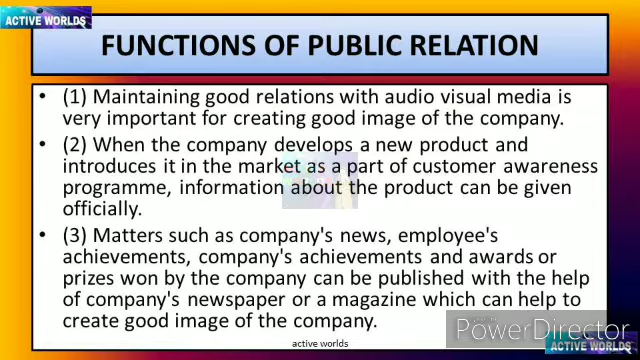 ACTIVE WORLDS
FUNCTIONS OF PUBLIC RELATION
• (1) Maintaining good relations with audio visual media is
very important for creating good image of the company.
• (2) When the company develops a new product and
introduces it in the market as a part of customer awareness
programme, information about the product can be given
officially.
• (3) Matters such as company's news, employee's
achievements, company's achievements and awards or
prizes won by the company can be published with the help
of company's newspaper or a magazine which can help to
create good image of the company.
PowerDirector
active worlds
ACTIVE WORLDS